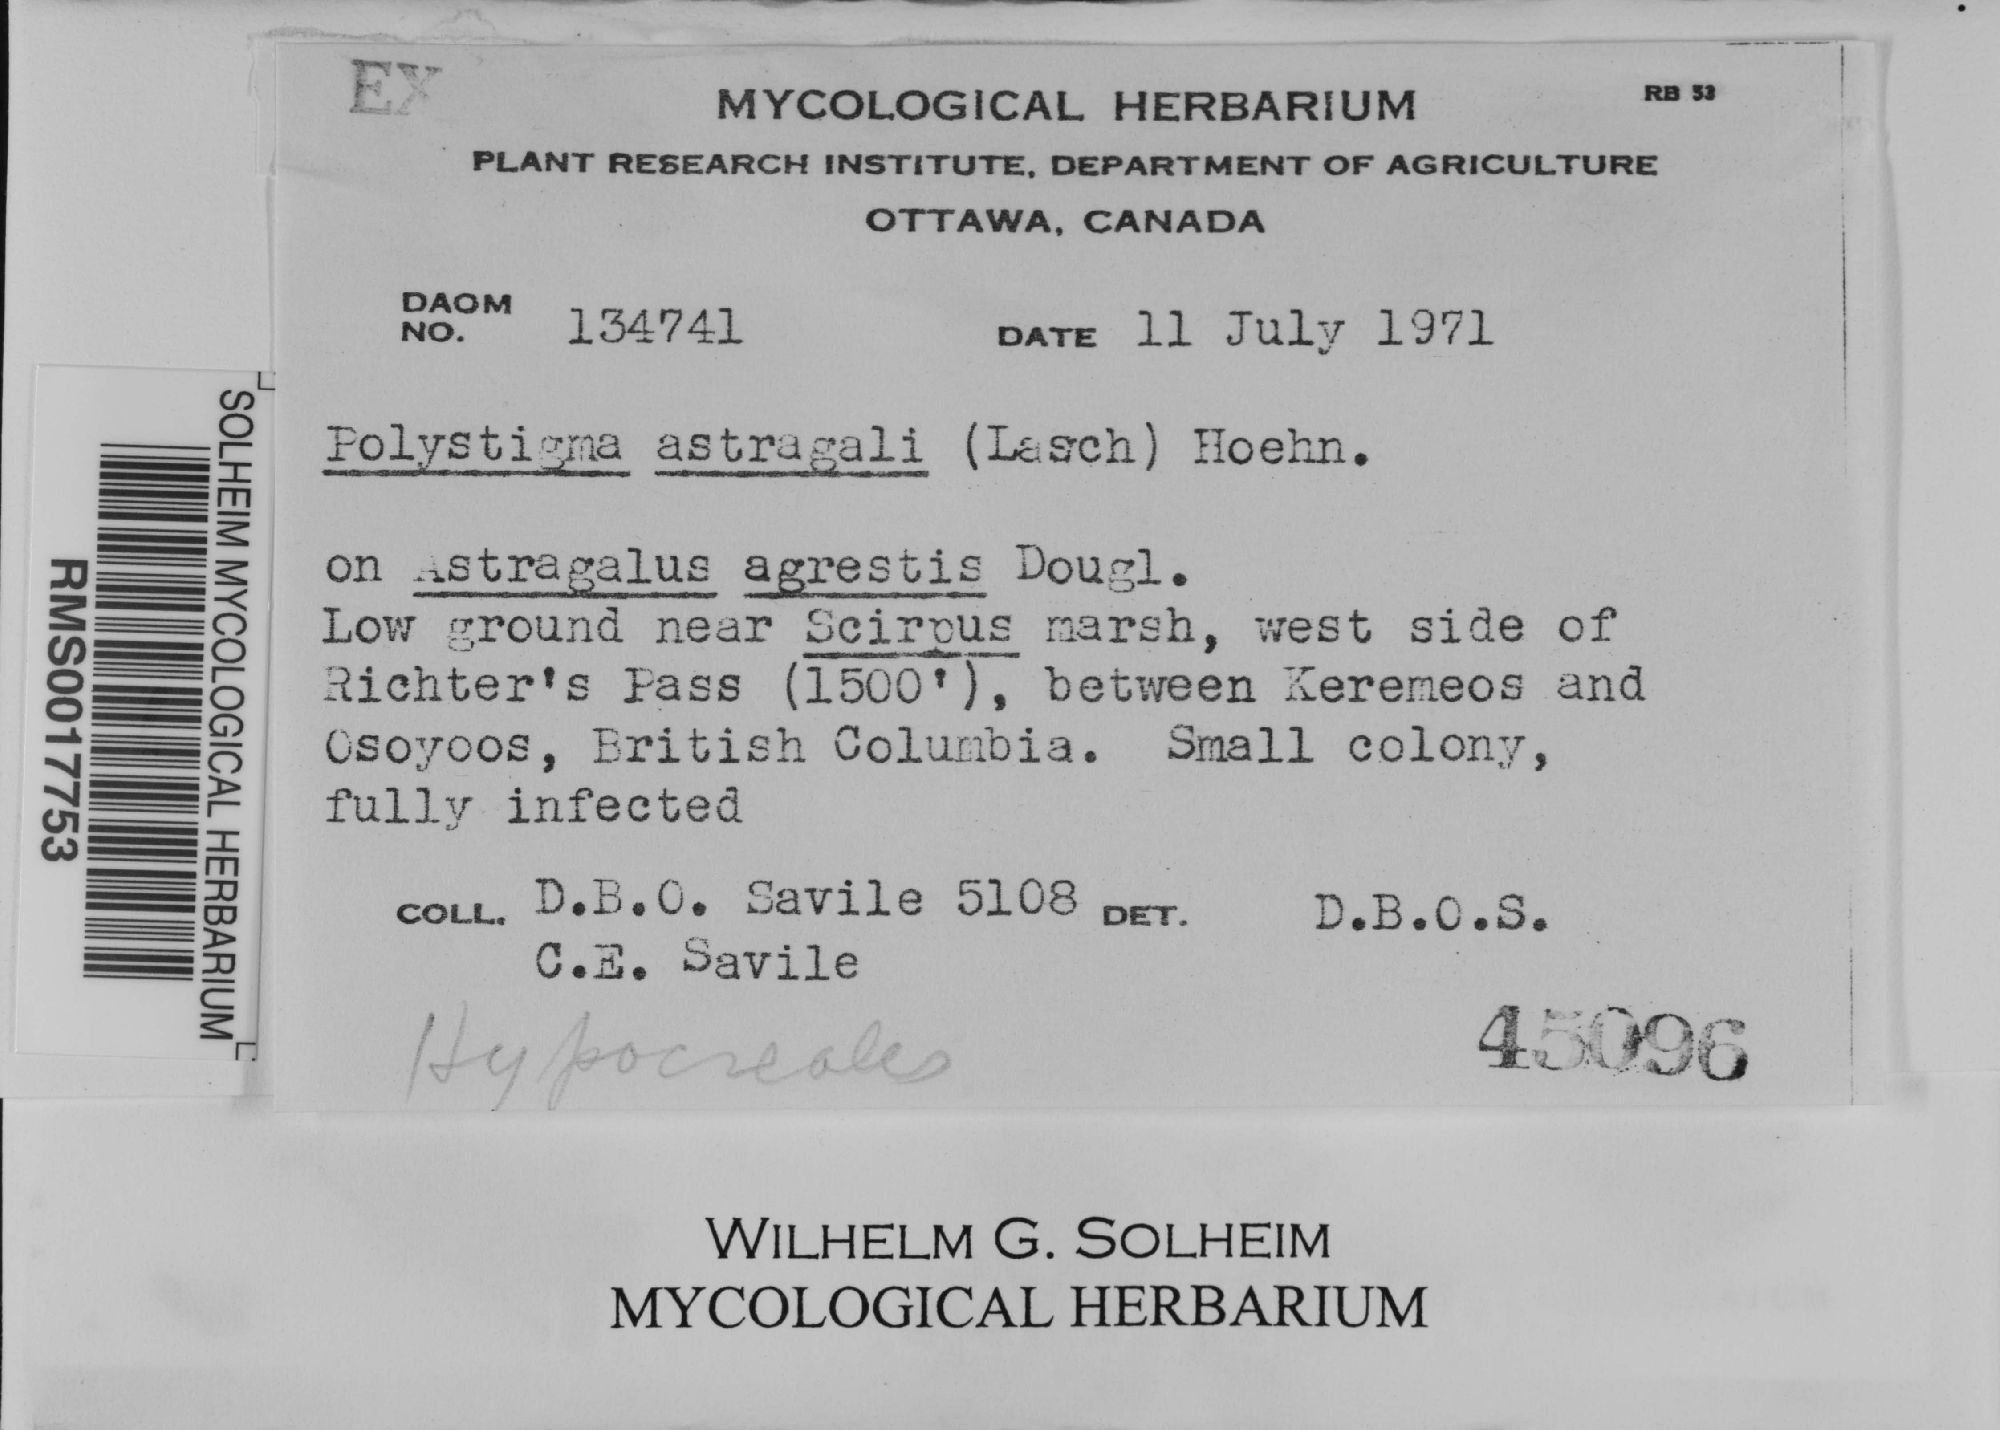 EX
MYCOLOGICAL HERBARIUM
RB 53
PLANT RESEARCH INSTITUTE, DEPARTMENT OF AGRICULTURE
OTTAWA, CANADA
DAOM NO. 134741 DATE 11 July 1971
Polystigma astragali (Lasch) Hoehn.
on Astragalus agrestis Dougl.
Low ground near Scirpus marsh, west side of
Richter's Pass (1500'), between Keremeos and
Osoyoos, British Columbia. Small colony,
fully infected
COLL. D.B.O. Savile 5108 DET. D.B.O.S.
C.E. Savile
Hypocreales
45096
SOLHEIM MYCOLOGICAL HERBARIUM
RMS0017753
WILHELM G. SOLHEIM
MYCOLOGICAL HERBARIUM